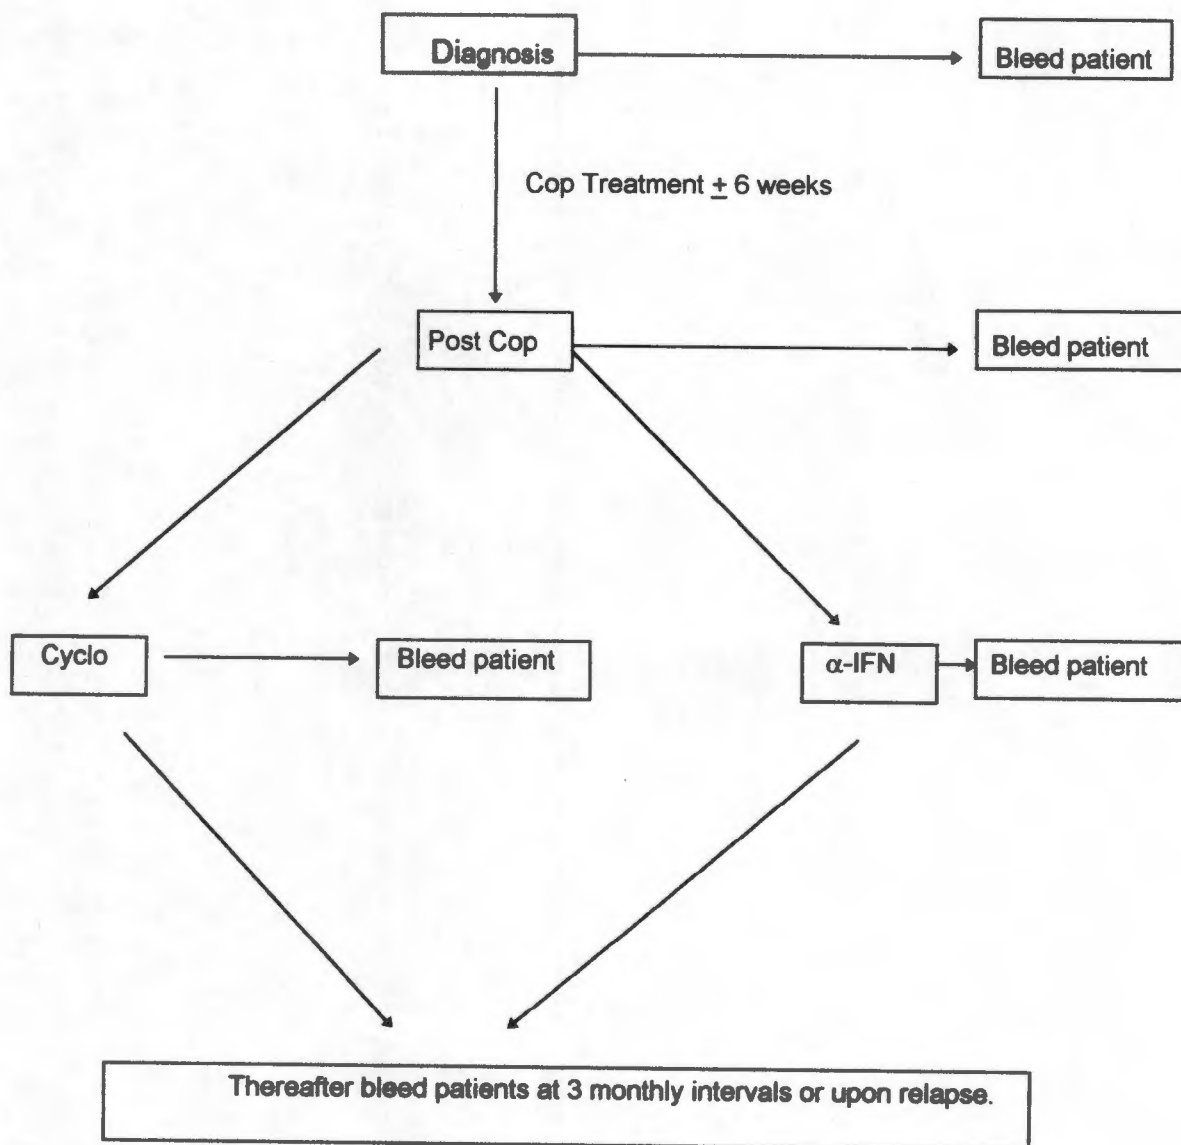 Diagnosis
Bleed patient
Cop Treatment ± 6 weeks
Post Cop
Bleed patient
Cyclo
Bleed patient
α-IFN
Bleed patient
Thereafter bleed patients at 3 monthly intervals or upon relapse.